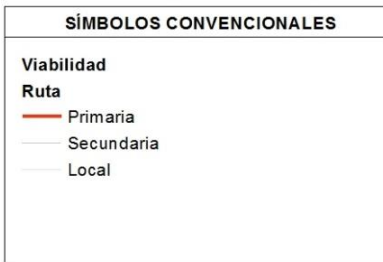 SÍMBOLOS CONVENCIONALES
Viabilidad
Ruta
Primaria
Secundaria
Local